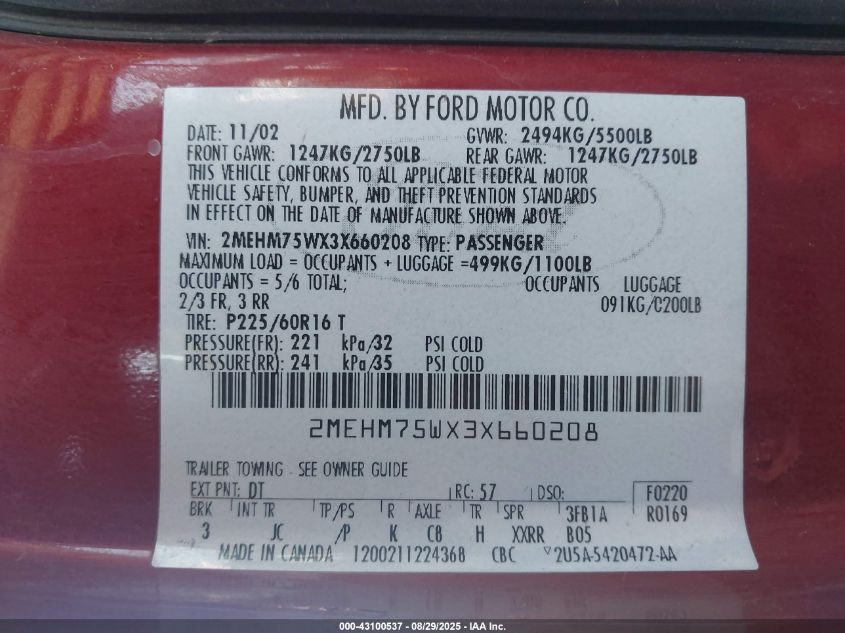 MFD. BY FORD MOTOR CO.
DATE: 11/02 GVWR: 2494KG/5500LB
FRONT GAWR: 1247KG/2750LB REAR GAWR: 1247KG/2750LB
THIS VEHICLE CONFORMS TO ALL APPLICABLE FEDERAL MOTOR
VEHICLE SAFETY, BUMPER, AND THEFT PREVENTION STANDARDS
IN EFFECT ON THE DATE OF MANUFACTURE SHOWN ABOVE.
VIN: 2MEHM75WX3X660208 TYPE: PASSENGER
MAXIMUM LOAD = OCCUPANTS + LUGGAGE =499KG/1100LB
OCCUPANTS = 5/6 TOTAL; OCCUPANTS LUGGAGE
2/3 FR, 3 RR 091KG/C200LB
TIRE: P225/60R16 T
PRESSURE(FR): 221 kPa/32 PSI COLD
PRESSURE(RR): 241 kPa/35 PSI COLD
2MEHM75WX3X660208
TRAILER TOWING - SEE OWNER GUIDE
EXT PNT: DT RC: 57 DSO: F0220
BRK INT TR TP/PS R AXLE TR SPR 3FB1A R0169
3 JC /P K C8 H XXRR B05
MADE IN CANADA 1200211224368 CBC 2U5A-5420472-AA
000-43100537 - 08/29/2025 - IAA Inc.